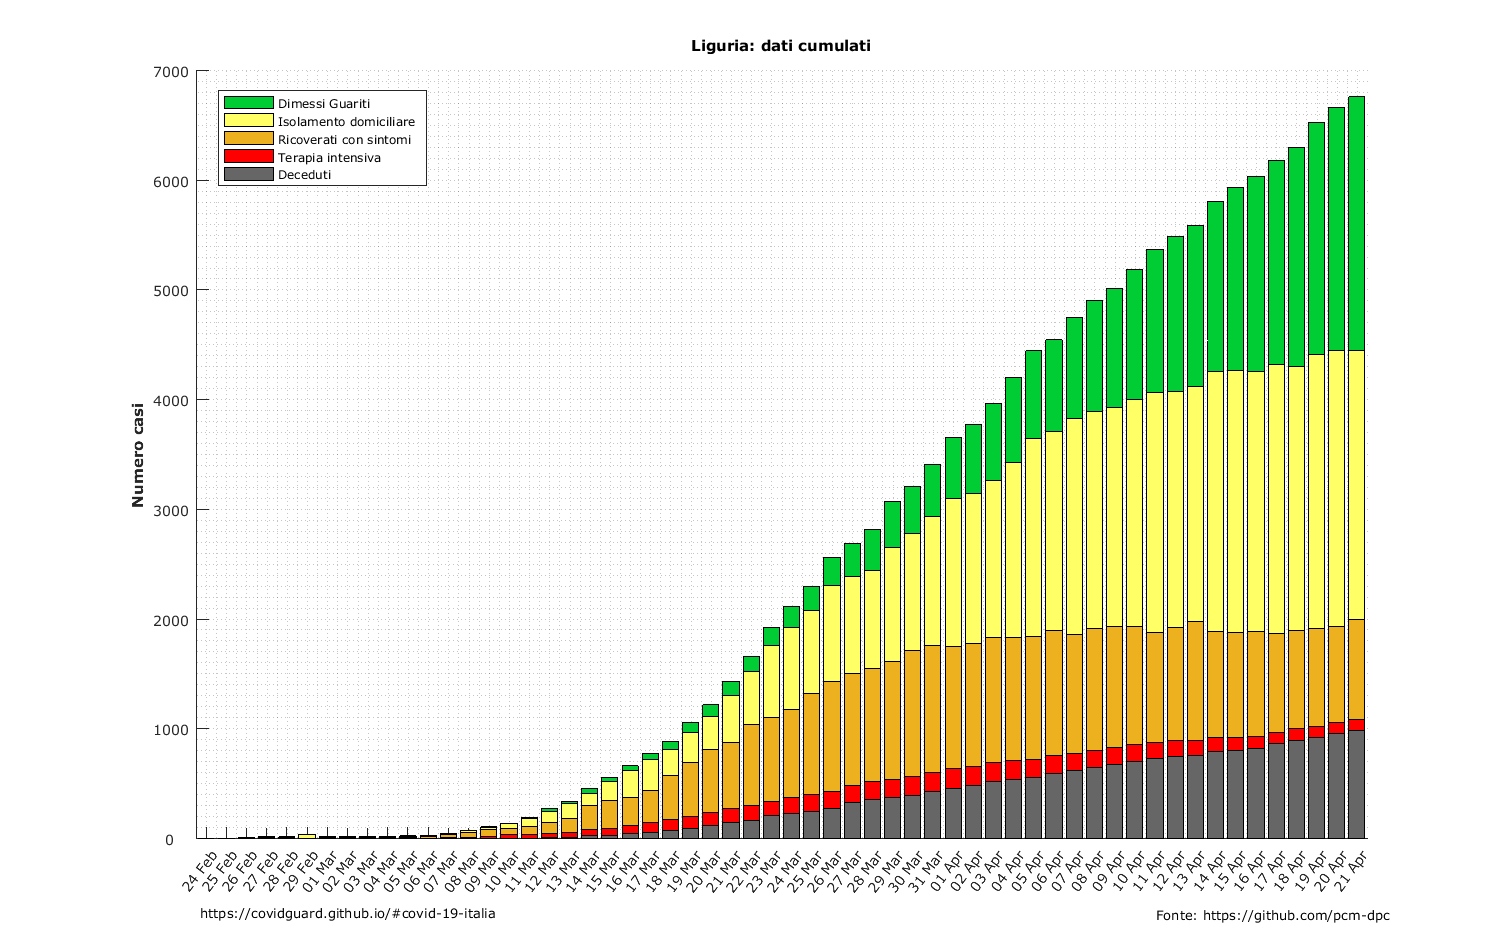 Liguria: dati cumulati
7000
6000
5000
4000
3000
2000
1000
0
Numero casi
Dimessi Guariti
Isolamento domiciliare
Ricoverati con sintomi
Terapia intensiva
Deceduti
24 Feb
25 Feb
26 Feb
27 Feb
28 Feb
29 Feb
01 Mar
02 Mar
03 Mar
04 Mar
05 Mar
06 Mar
07 Mar
08 Mar
09 Mar
10 Mar
11 Mar
12 Mar
13 Mar
14 Mar
15 Mar
16 Mar
17 Mar
18 Mar
19 Mar
20 Mar
21 Mar
22 Mar
23 Mar
24 Mar
25 Mar
26 Mar
27 Mar
28 Mar
29 Mar
30 Mar
31 Mar
01 Apr
02 Apr
03 Apr
04 Apr
05 Apr
06 Apr
07 Apr
08 Apr
09 Apr
10 Apr
11 Apr
12 Apr
13 Apr
14 Apr
15 Apr
16 Apr
17 Apr
18 Apr
19 Apr
20 Apr
21 Apr
https://covidguard.github.io/#covid-19-italia
Fonte: https://github.com/pcm-dpc